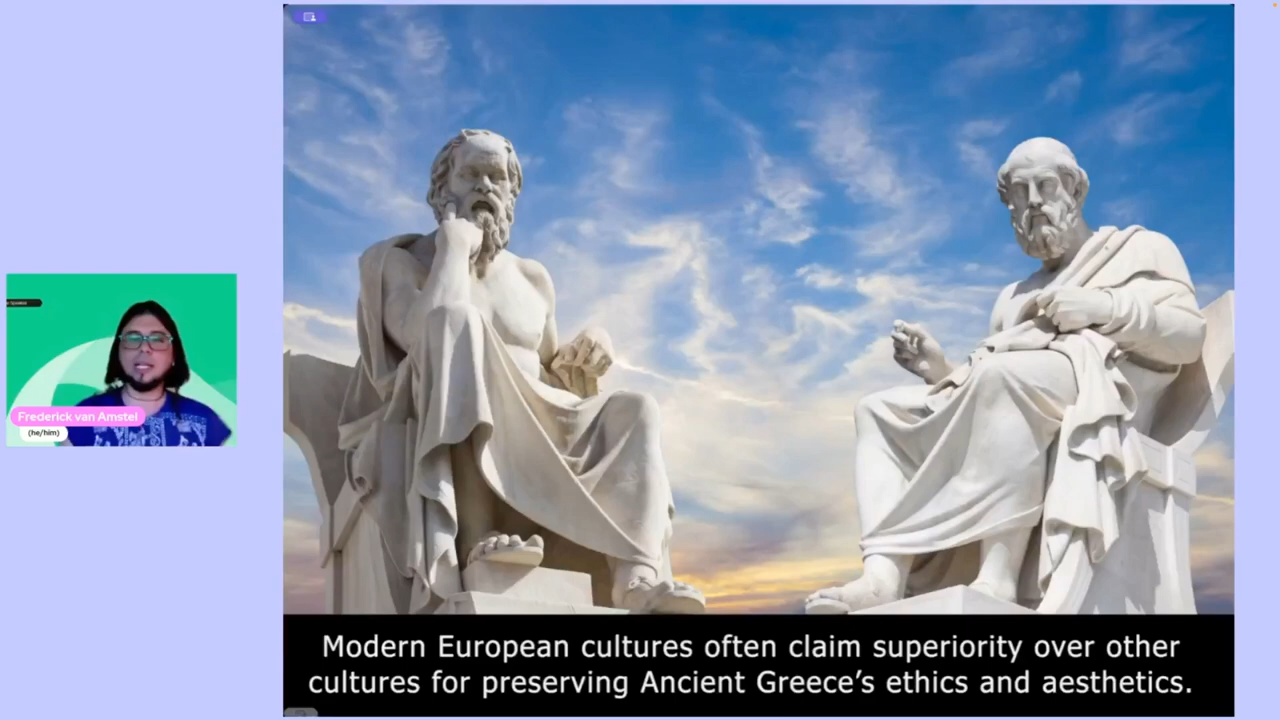 Frederick van Amstel
(he/him)
Modern European cultures often claim superiority over other
cultures for preserving Ancient Greece’s ethics and aesthetics.